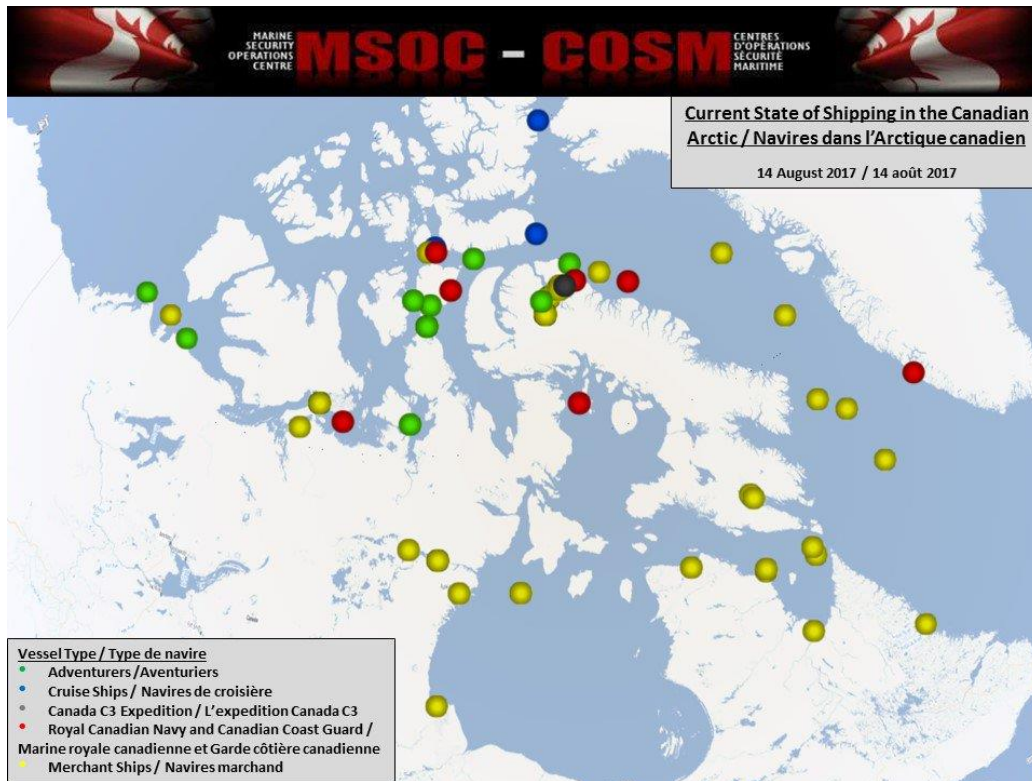 MARINE
SECURITY
OPERATIONS
CENTRE
MSOC - COSM
CENTRES
D'OPÉRATIONS
SÉCURITÉ
MARITIME
Current State of Shipping in the Canadian
Arctic / Navires dans l'Arctique canadien
14 August 2017 / 14 août 2017
Vessel Type / Type de navire
• Adventurers /Aventuriers
• Cruise Ships / Navires de croisière
• Canada C3 Expedition / L'expedition Canada C3
• Royal Canadian Navy and Canadian Coast Guard /
Marine royale canadienne et Garde côtière canadienne
• Merchant Ships / Navires marchand